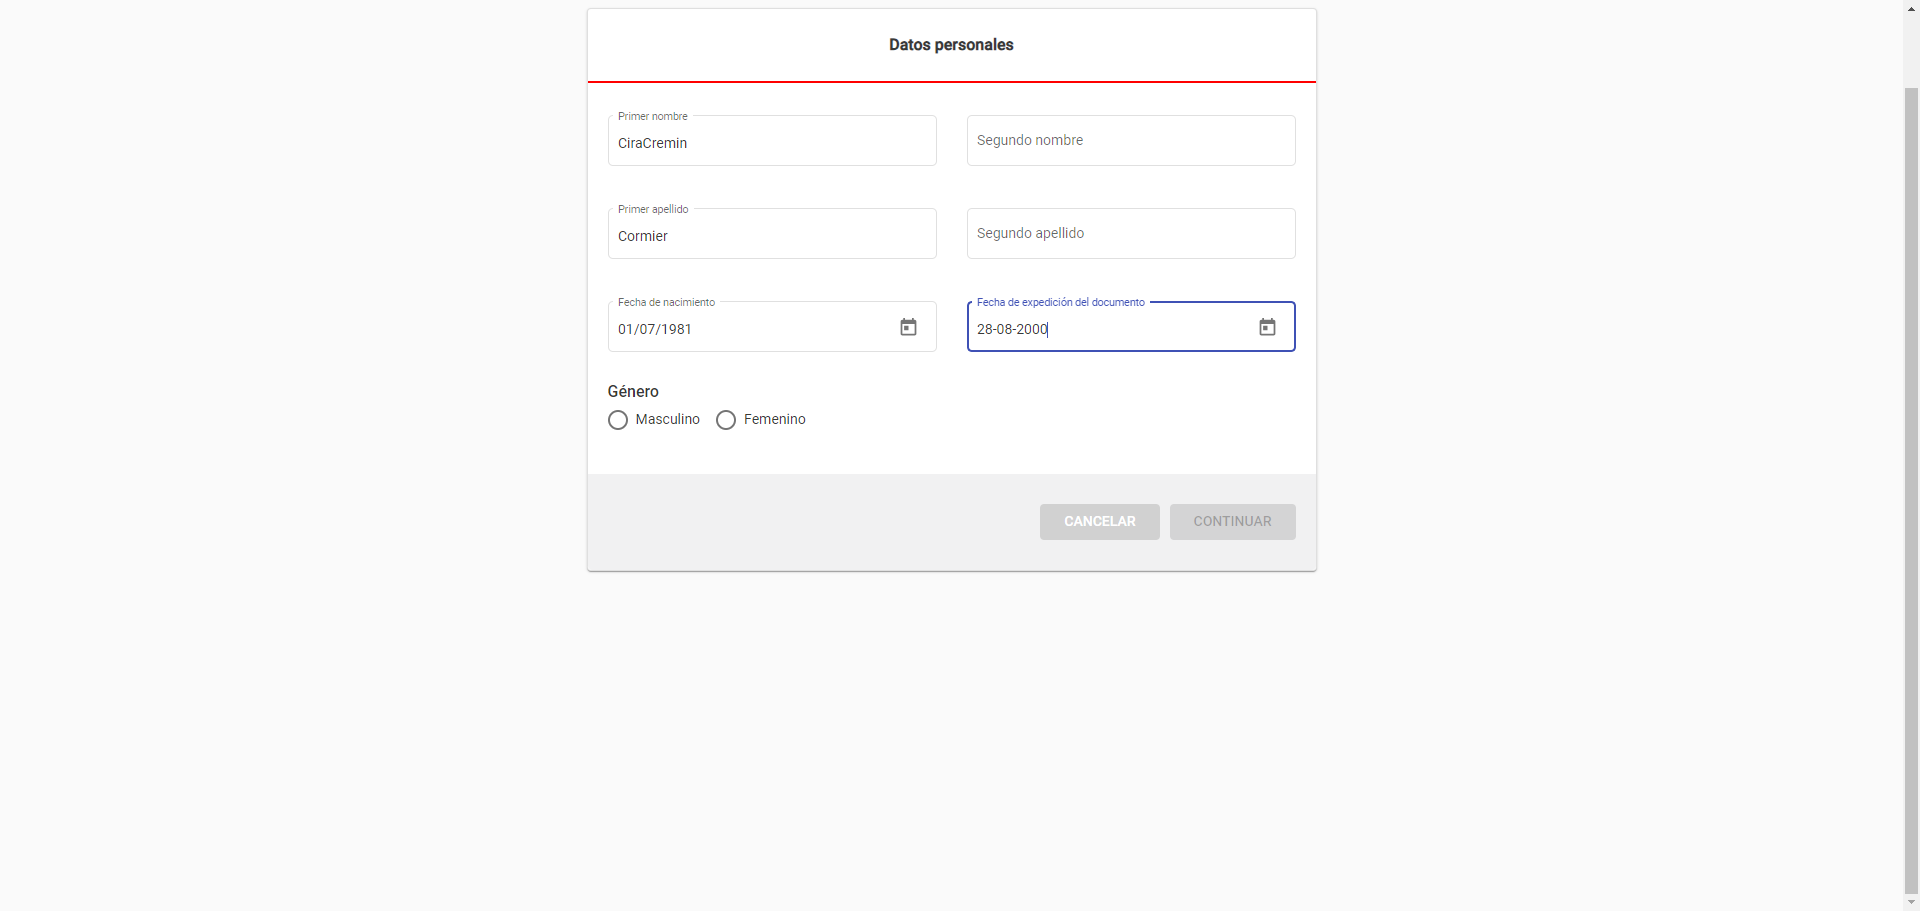 Datos personales
Primer nombre
CiraCremin
Segundo nombre
Primer apellido
Cormier
Segundo apellido
Fecha de nacimiento
01/07/1981
Fecha de expedición del documento
28-08-2000
Género
Masculino Femenino
CANCELAR CONTINUAR